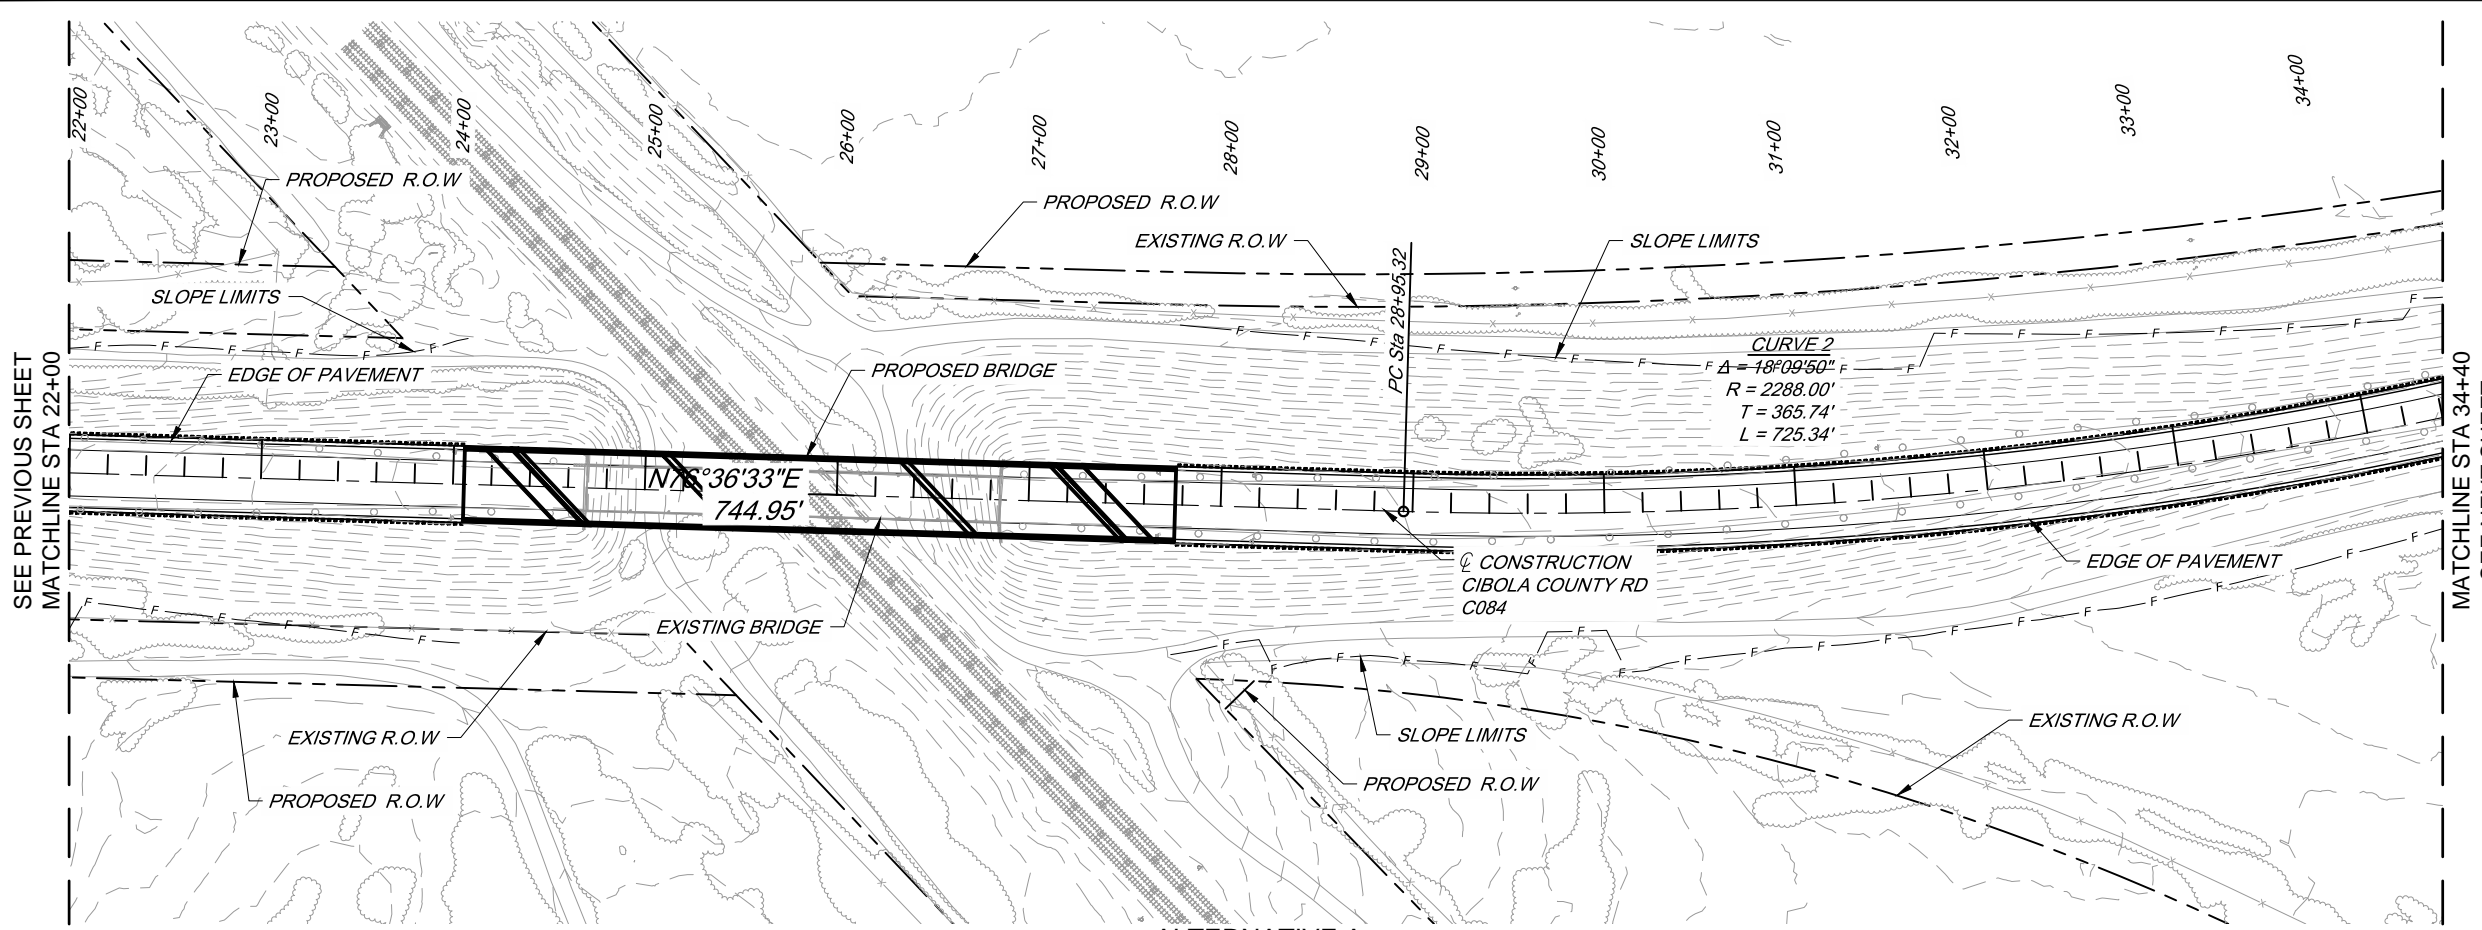 22+00
23+00
24+00
25+00
26+00
27+00
28+00
29+00
30+00
31+00
32+00
33+00
34+00
PROPOSED R.O.W
PROPOSED R.O.W
EXISTING R.O.W
SLOPE LIMITS
SLOPE LIMITS
PC Sta 28+95.32
SEE PREVIOUS SHEET
MATCHLINE STA 22+00
EDGE OF PAVEMENT
PROPOSED BRIDGE
CURVE 2
Δ = 18°09'50"
R = 2288.00'
T = 365.74'
L = 725.34'
MATCHLINE STA 34+40
N76°36'33"E
744.95'
℄ CONSTRUCTION
CIBOLA COUNTY RD
C084
EDGE OF PAVEMENT
EXISTING BRIDGE
EXISTING R.O.W
SLOPE LIMITS
EXISTING R.O.W
PROPOSED R.O.W
PROPOSED R.O.W